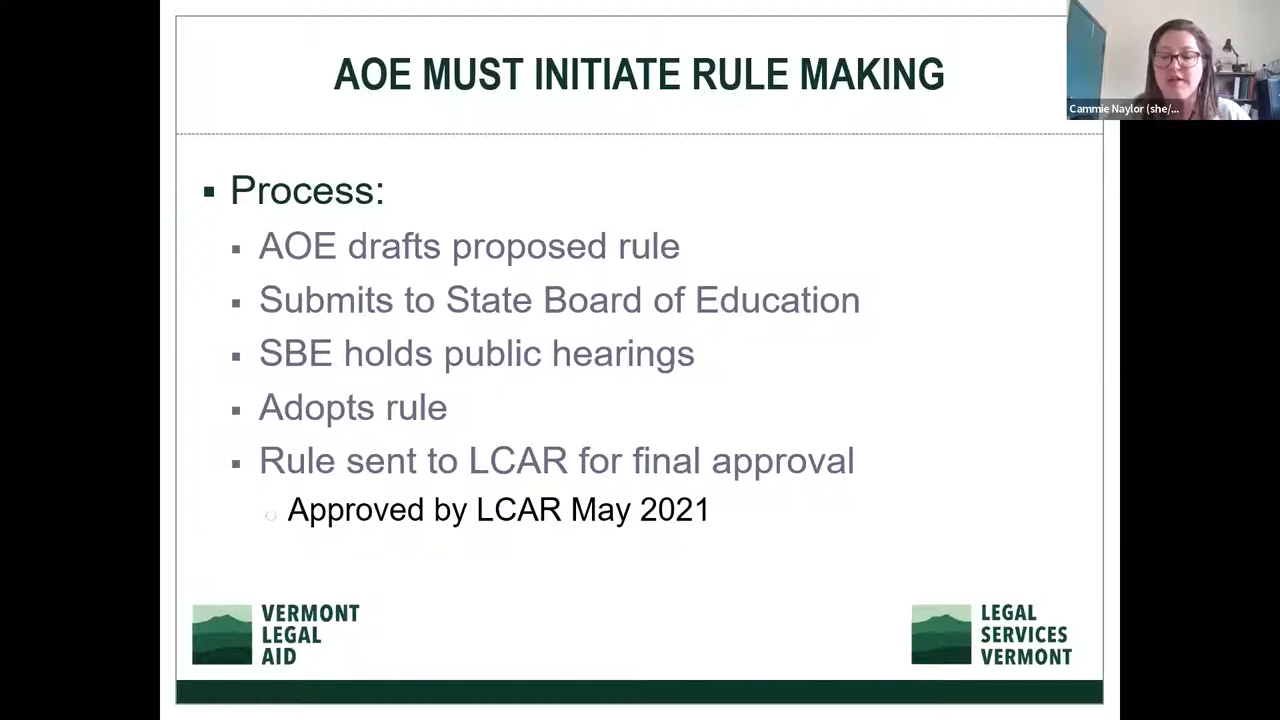 AOE MUST INITIATE RULE MAKING
Cammie Naylor (she/...
Process:
AOE drafts proposed rule
Submits to State Board of Education
SBE holds public hearings
Adopts rule
Rule sent to LCAR for final approval
Approved by LCAR May 2021
VERMONT
LEGAL
AID
LEGAL
SERVICES
VERMONT